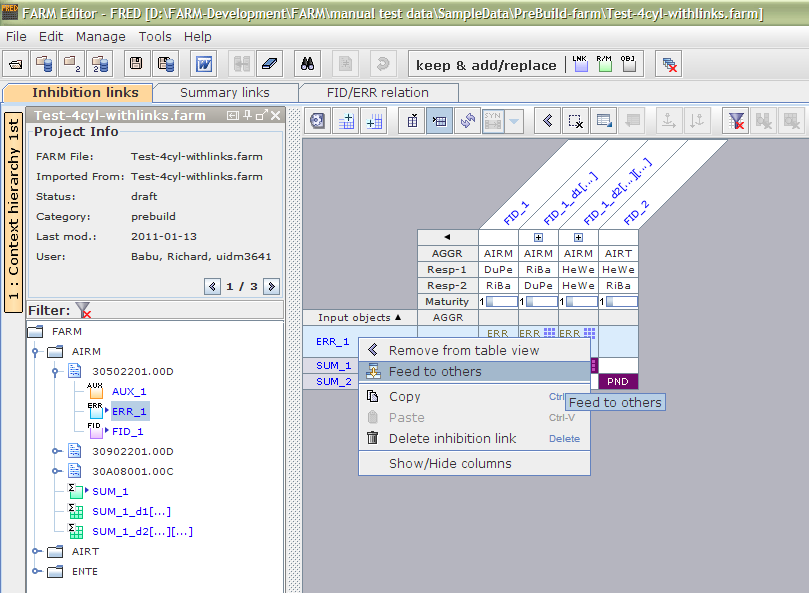 FARM Editor - FRED [D:\FARM-Development\FARM\manual test data\SampleData\PreBuild-farm\Test-4cyl-withlinks.farm]
File Edit Manage Tools Help
keep & add/replace LNK R/M OBJ
Inhibition links Summary links FID/ERR relation
1 : Context hierarchy 1st
Test-4cyl-withlinks.farm
Project Info
FARM File: Test-4cyl-withlinks.farm
Imported From: Test-4cyl-withlinks.farm
Status: draft
Category: prebuild
Last mod.: 2011-01-13
User: Babu, Richard, uidm3641
1 / 3
Filter:
FARM
AIRM
30502201.00D
AUX AUX_1
ERR ERR_1
FID FID_1
30902201.00D
30A08001.00C
SUM_1
SUM_1_d1[...]
SUM_1_d2[...][...]
AIRT
ENTE
SYN
FID_1 FID_1_d1[...] FID_1_d2[...][...] FID_2
AGGR AIRM AIRM AIRM AIRT
Resp-1 DuPe RiBa HeWe HeWe
Resp-2 RiBa DuPe HeWe RiBa
Maturity 1 1 1 1
Input objects AGGR
ERR_1 ERR ERR ERR
SUM_1
SUM_2 PND
Remove from table view
Feed to others
Copy Ctrl
Paste Ctrl-V
Delete inhibition link Delete
Show/Hide columns
Feed to others